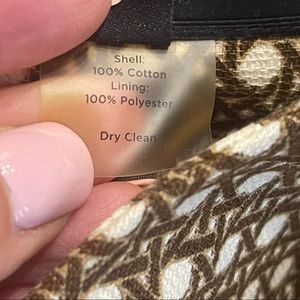 Shell:
100% Cotton
Lining:
100% Polyester
Dry Clean